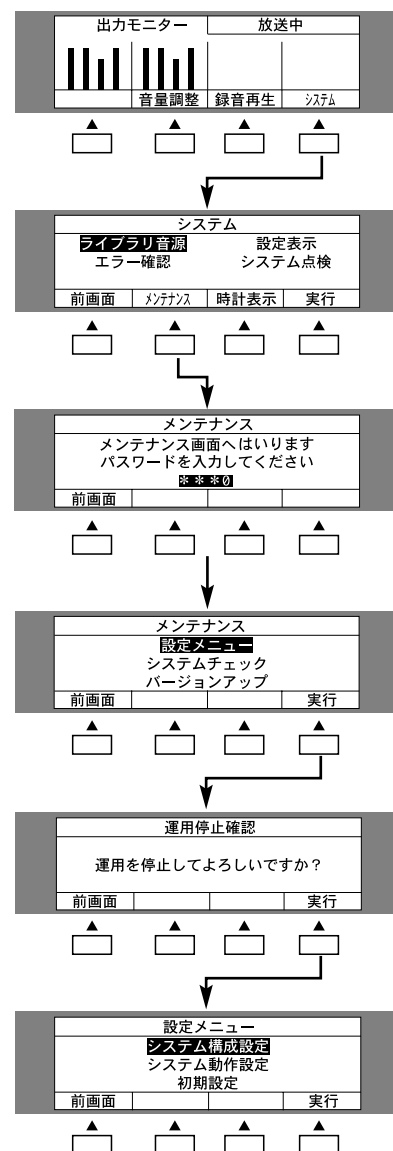 出力モニター 放送中
音量調整 録音再生 ｼｽﾃﾑ
システム
ライブラリ音源 設定表示
エラー確認 システム点検
前画面 ﾒﾝﾃﾅﾝｽ 時計表示 実行
メンテナンス
メンテナンス画面へはいります
パスワードを入力してください
＊＊＊0
前画面
メンテナンス
設定メニュー
システムチェック
バージョンアップ
前画面 実行
運用停止確認
運用を停止してよろしいですか？
前画面 実行
設定メニュー
システム構成設定
システム動作設定
初期設定
前画面 実行